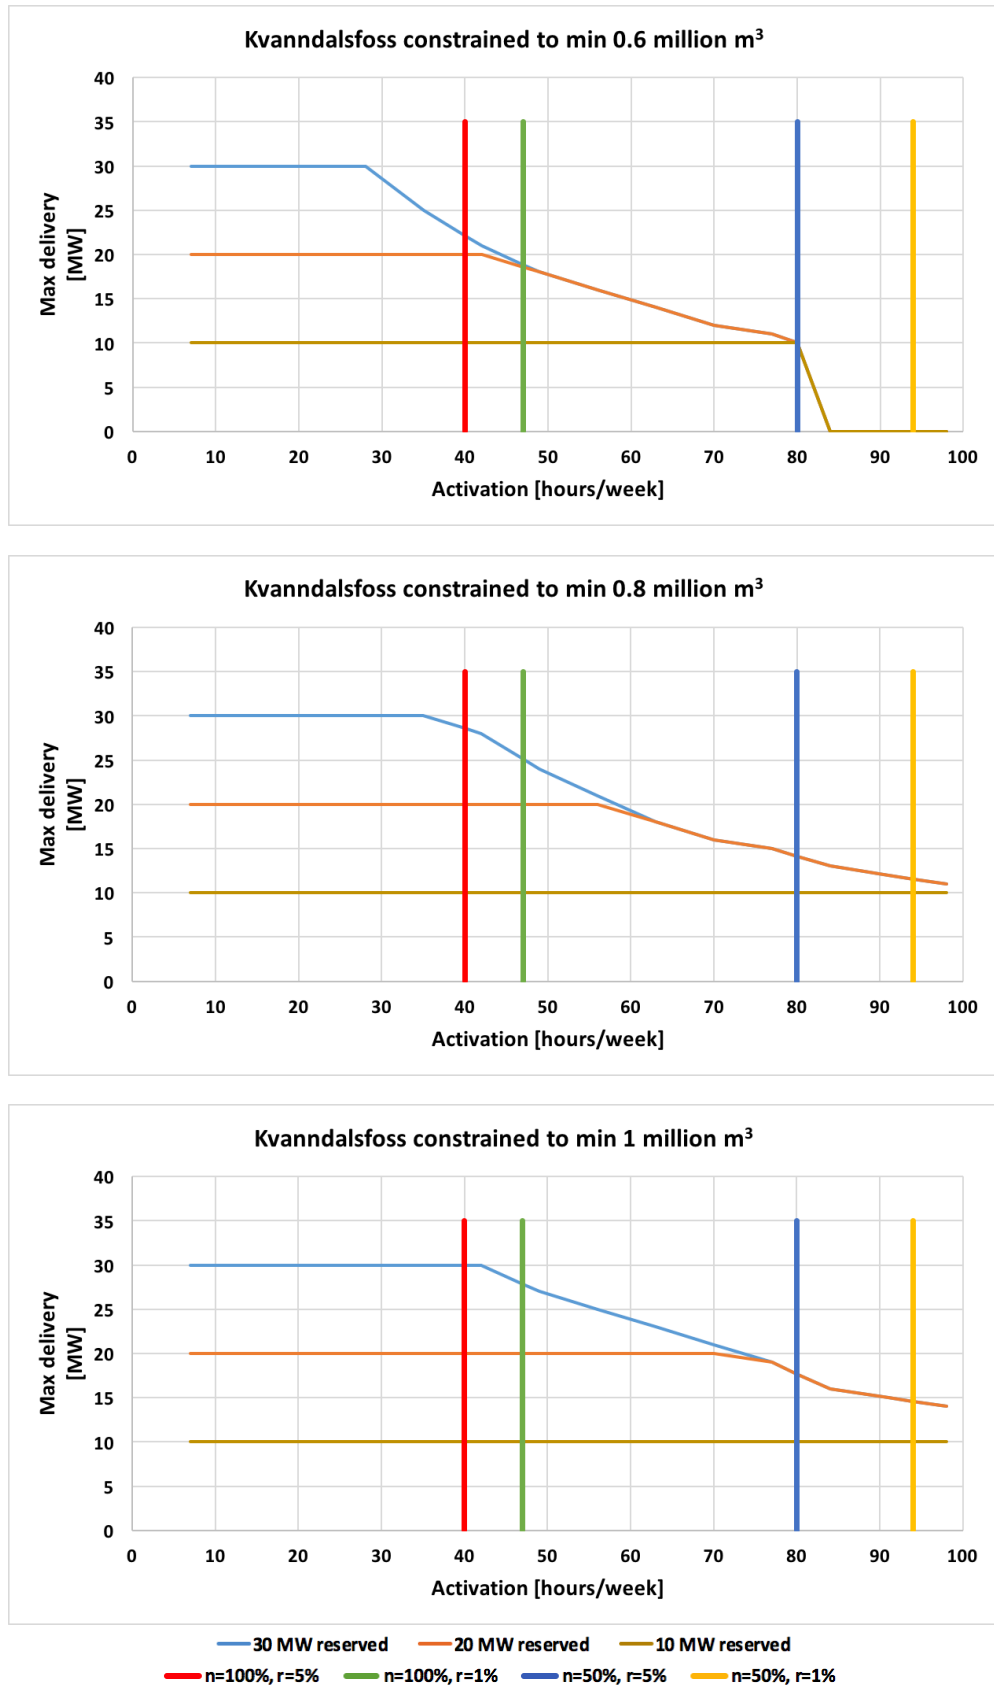 Kvanndalsfoss constrained to min 0.6 million m³
40
35
30
25
20
15
10
5
0
Max delivery
[MW]
0 10 20 30 40 50 60 70 80 90 100
Activation [hours/week]
Kvanndalsfoss constrained to min 0.8 million m³
40
35
30
25
20
15
10
5
0
Max delivery
[MW]
0 10 20 30 40 50 60 70 80 90 100
Activation [hours/week]
Kvanndalsfoss constrained to min 1 million m³
40
35
30
25
20
15
10
5
0
Max delivery
[MW]
0 10 20 30 40 50 60 70 80 90 100
Activation [hours/week]
30 MW reserved 20 MW reserved 10 MW reserved
n=100%, r=5% n=100%, r=1% n=50%, r=5% n=50%, r=1%